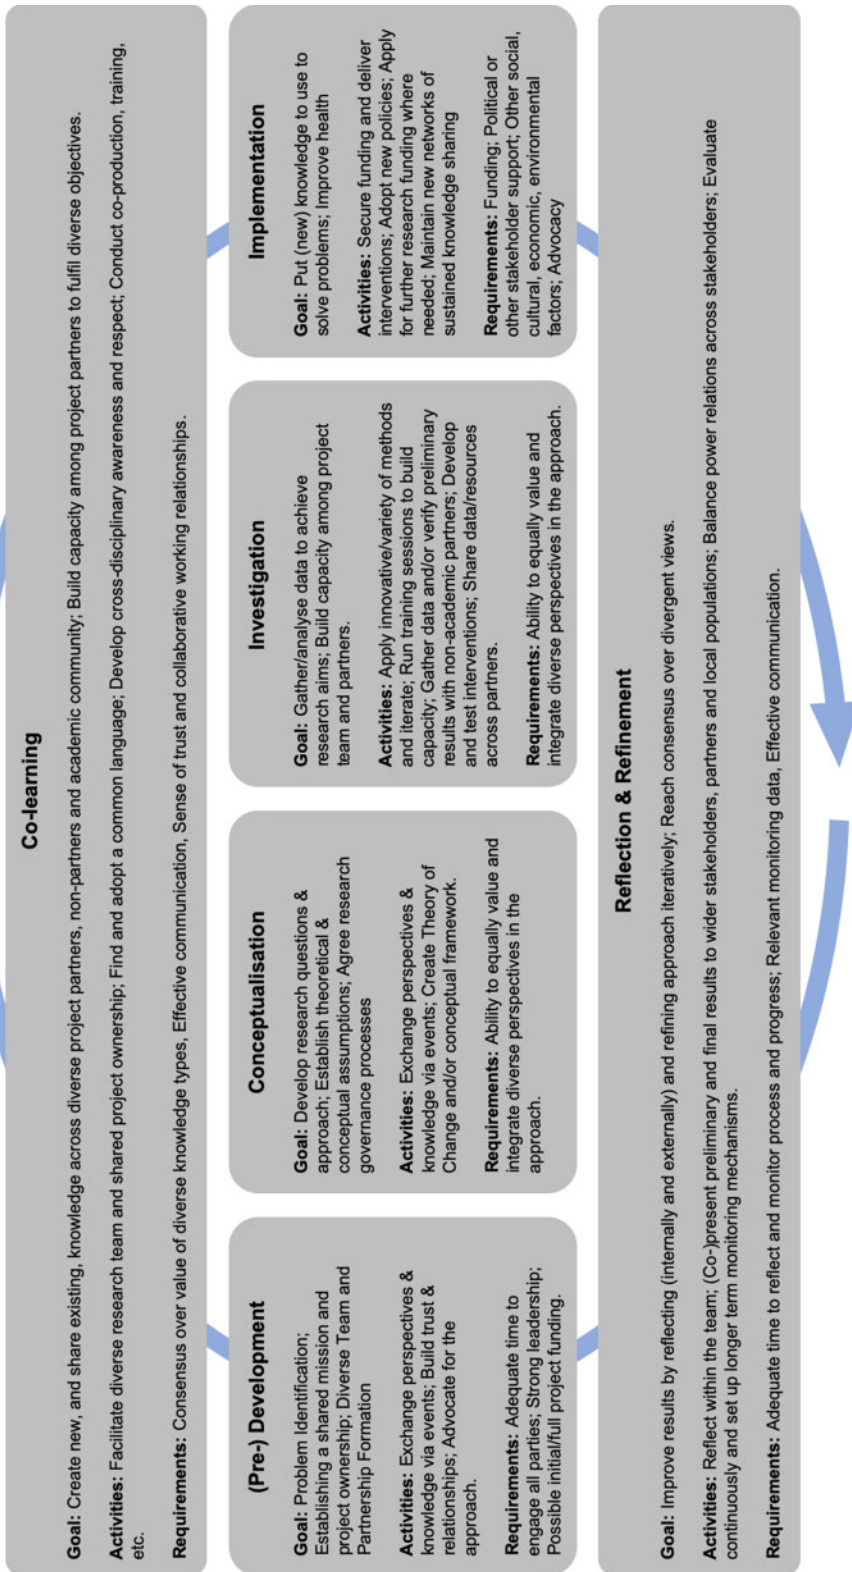 Co-learning
Goal: Create new, and share existing, knowledge across diverse project partners, non-partners and academic community; Build capacity among project partners to fulfil diverse objectives.
Activities: Facilitate diverse research team and shared project ownership; Find and adopt a common language; Develop cross-disciplinary awareness and respect; Conduct co-production, training,
etc.
Requirements: Consensus over value of diverse knowledge types, Effective communication, Sense of trust and collaborative working relationships.
(Pre-) Development
Goal: Problem Identification;
Establishing a shared mission and
project ownership; Diverse Team and
Partnership Formation
Activities: Exchange perspectives &
knowledge via events; Build trust &
relationships; Advocate for the
approach.
Requirements: Adequate time to
engage all parties; Strong leadership;
Possible initial/full project funding.
Conceptualisation
Goal: Develop research questions &
approach; Establish theoretical &
conceptual assumptions; Agree research
governance processes
Activities: Exchange perspectives &
knowledge via events; Create Theory of
Change and/or conceptual framework.
Requirements: Ability to equally value and
integrate diverse perspectives in the
approach.
Investigation
Goal: Gather/analyse data to achieve
research aims; Build capacity among project
team and partners.
Activities: Apply innovative/variety of methods
and iterate; Run training sessions to build
capacity; Gather data and/or verify preliminary
results with non-academic partners; Develop
and test interventions; Share data/resources
across partners.
Requirements: Ability to equally value and
integrate diverse perspectives in the approach.
Implementation
Goal: Put (new) knowledge to use to
solve problems; Improve health
Activities: Secure funding and deliver
interventions; Adopt new policies; Apply
for further research funding where
needed; Maintain new networks of
sustained knowledge sharing
Requirements: Funding; Political or
other stakeholder support; Other social,
cultural, economic, environmental
factors; Advocacy
Reflection & Refinement
Goal: Improve results by reflecting (internally and externally) and refining approach iteratively; Reach consensus over divergent views.
Activities: Reflect within the team; (Co-)present preliminary and final results to wider stakeholders, partners and local populations; Balance power relations across stakeholders; Evaluate
continuously and set up longer term monitoring mechanisms.
Requirements: Adequate time to reflect and monitor process and progress; Relevant monitoring data, Effective communication.